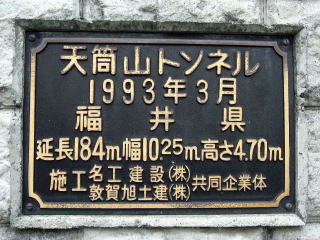 天筒山トンネル
1993年3月
福井県
延長184m幅10.25m高さ4.70m
施工 名工建設(株) 共同企業体
敦賀旭土建(株)